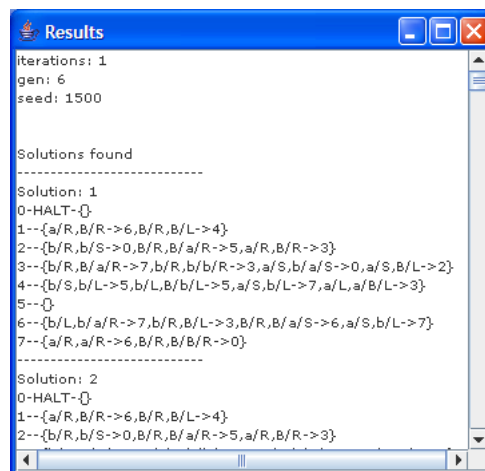 Results
iterations: 1
gen: 6
seed: 1500
Solutions found
----------------------------
Solution: 1
0-HALT-{}
1--{a/R,B/R->6,B/R,B/L->4}
2--{b/R,b/S->0,B/R,B/a/R->5,a/R,B/R->3}
3--{b/R,B/a/R->7,b/R,b/b/R->3,a/S,b/a/S->0,a/S,B/L->2}
4--{b/S,b/L->5,b/L,B/b/L->5,a/S,b/L->7,a/L,a/B/L->3}
5--{}
6--{b/L,b/a/R->7,b/R,B/L->3,B/R,B/a/S->6,a/S,b/L->7}
7--{a/R,a/R->6,B/R,B/B/R->0}
----------------------------
Solution: 2
0-HALT-{}
1--{a/R,B/R->6,B/R,B/L->4}
2--{b/R,b/S->0,B/R,B/a/R->5,a/R,B/R->3}